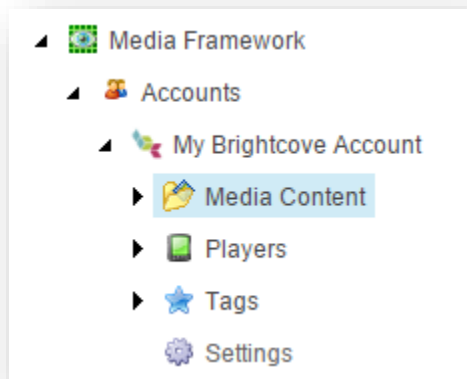 Media Framework
Accounts
My Brightcove Account
Media Content
Players
Tags
Settings